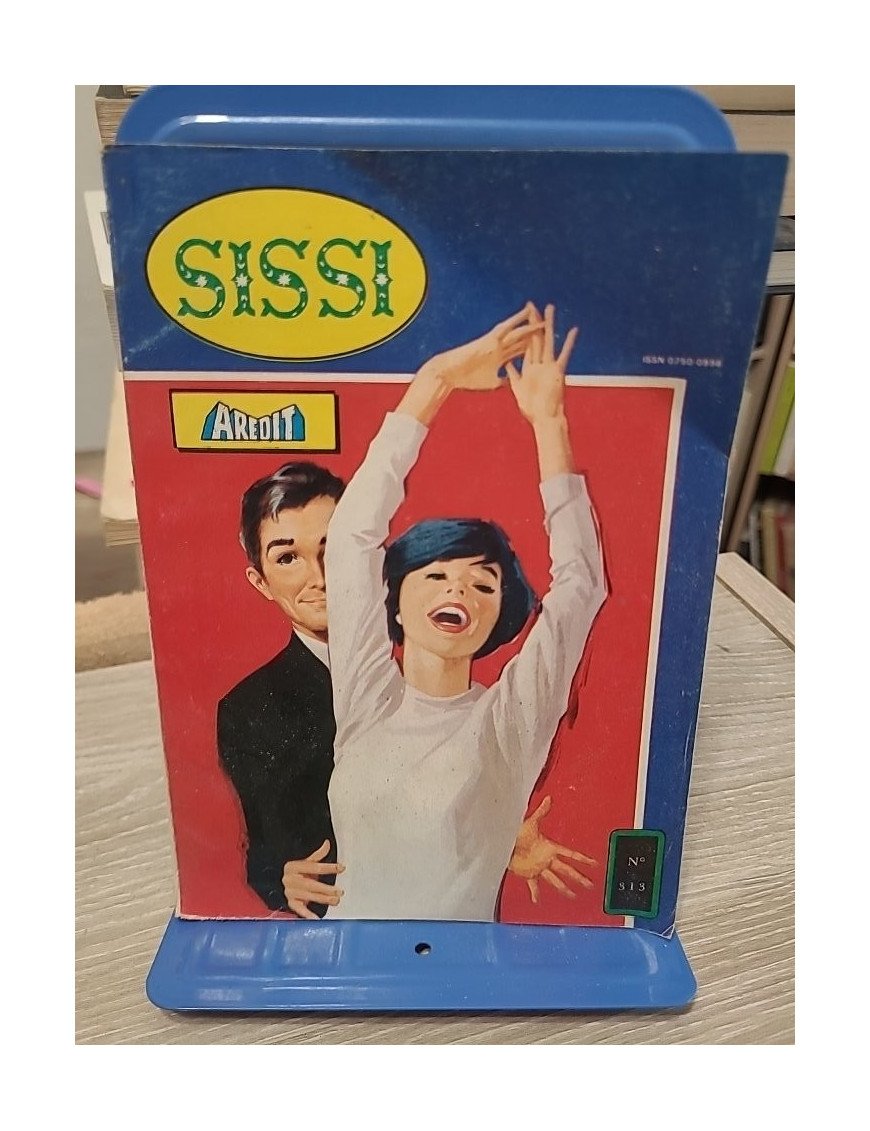 SISSI
ISSN 0750-0938
AREDIT
N°
313